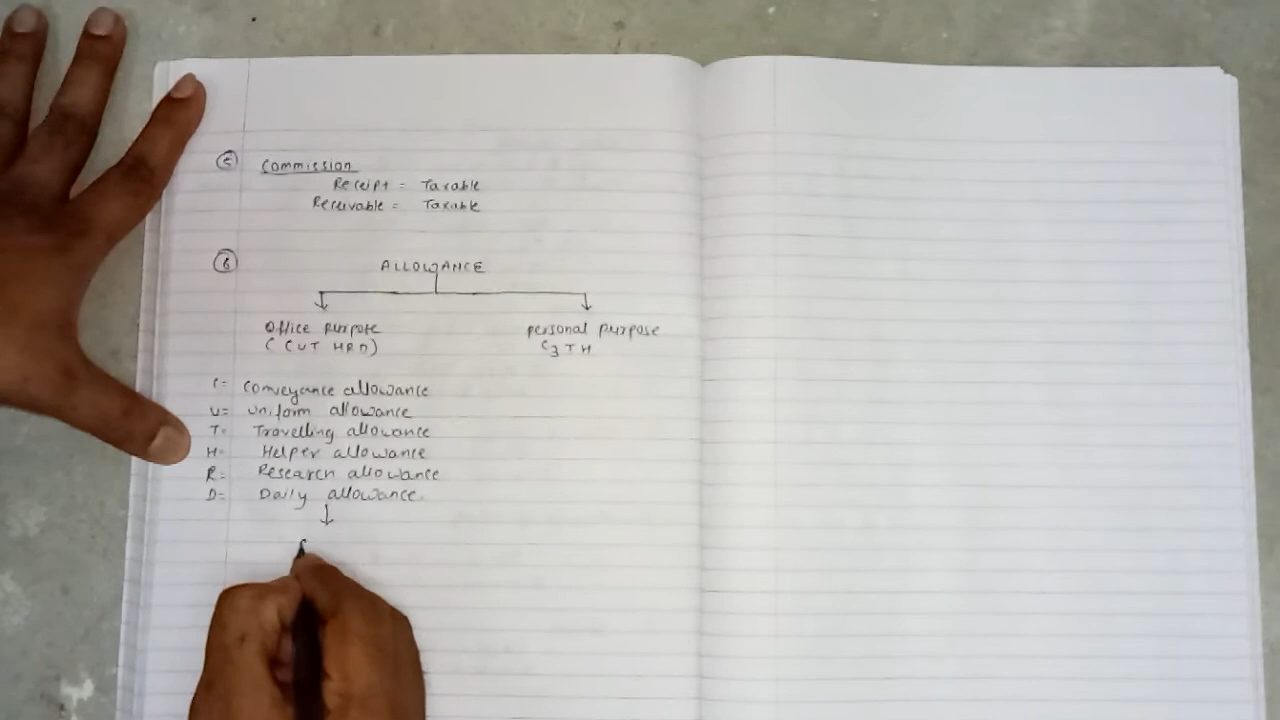 5 Commission
Receipt = Taxable
Receivable = Taxable
6 ALLOWANCE
Office purpose
( CUT HRD)
personal purpose
C3 TH
C= Conveyance allowance
U= Uniform allowance
T= Travelling allowance
H= Helper allowance
R= Research allowance
D= Daily allowance